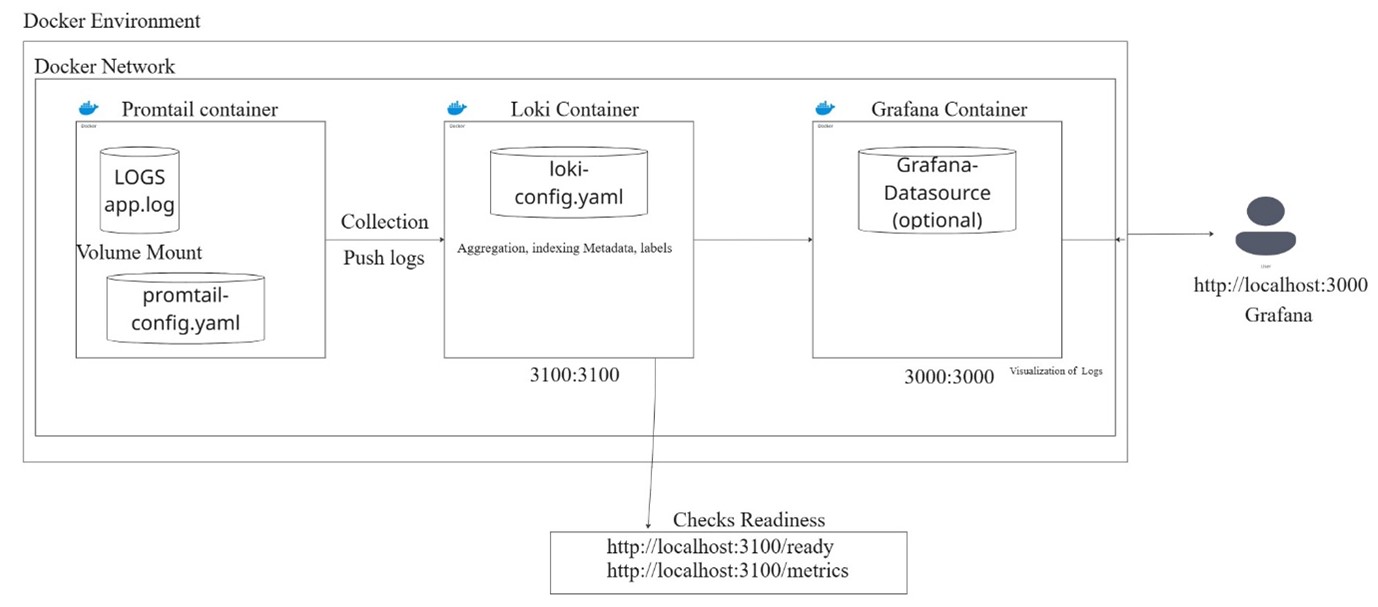 Docker Environment
Docker Network
Promtail container
Docker
LOGS
app.log
Volume Mount
promtail-
config.yaml
Collection
Push logs
Loki Container
Docker
loki-
config.yaml
Aggregation, indexing Metadata, labels
3100:3100
Grafana Container
Docker
Grafana-
Datasource
(optional)
3000:3000
Visualization of Logs
User
http://localhost:3000
Grafana
Checks Readiness
http://localhost:3100/ready
http://localhost:3100/metrics